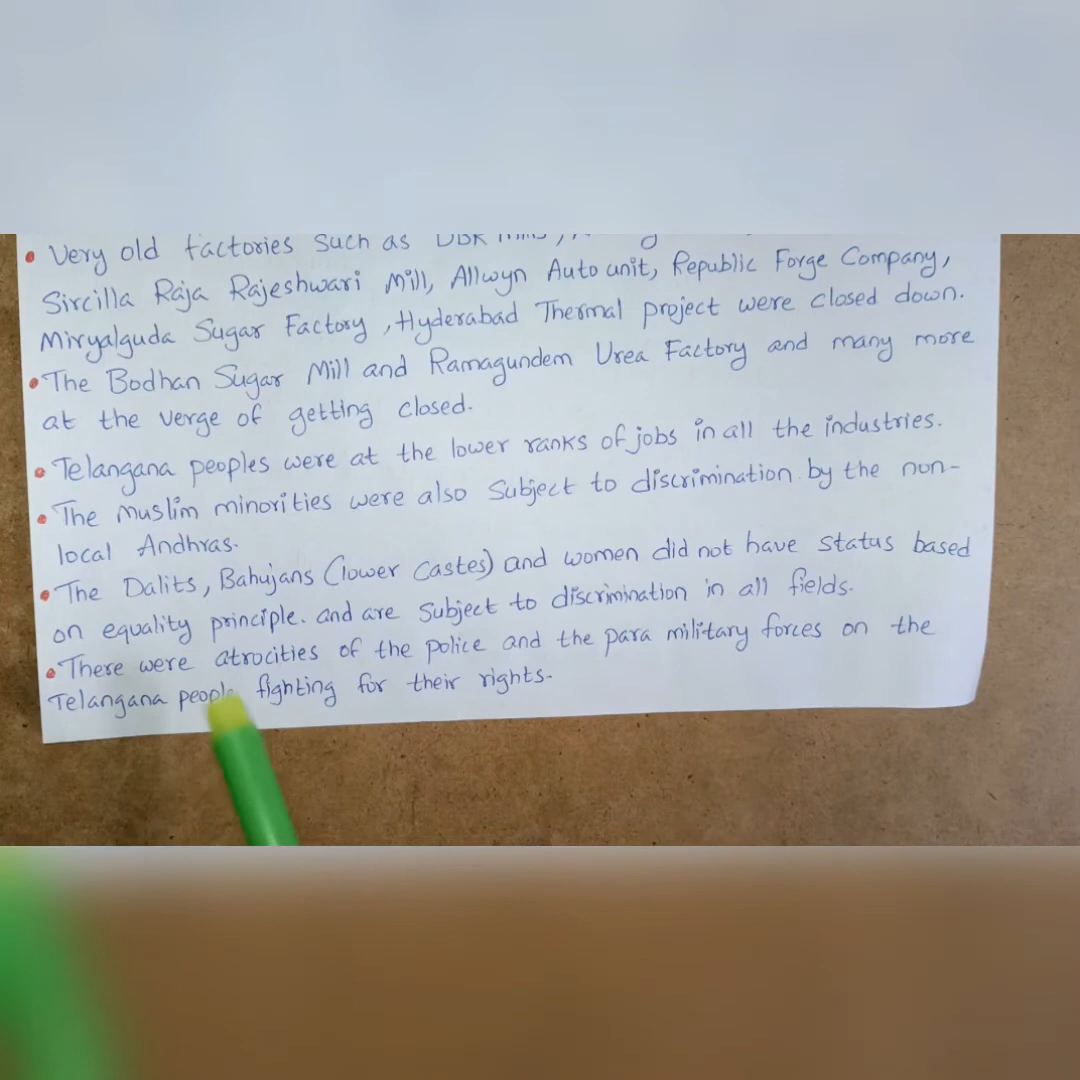 • Very old factories such as DBR Mills,
Sircilla Raja Rajeshwari Mill, Allwyn Auto unit, Republic Forge Company,
Miryalguda Sugar Factory, Hyderabad Thermal project were closed down.
• The Bodhan Sugar Mill and Ramagundem Urea Factory and many more
at the verge of getting closed.
• Telangana peoples were at the lower ranks of jobs in all the industries.
• The muslim minorities were also subject to discrimination by the non-
local Andhras.
• The Dalits, Bahujans (lower castes) and women did not have status based
on equality principle. and are subject to discrimination in all fields.
• There were atrocities of the police and the para military forces on the
Telangana people fighting for their rights.